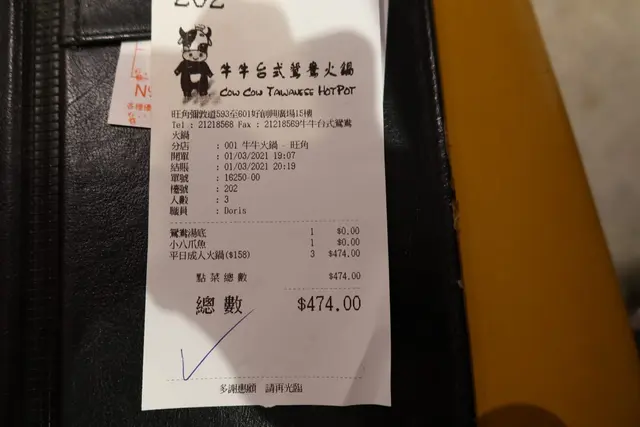 202
牛牛台式鴛鴦火鍋
COW COW TAIWANESE HOTPOT
旺角彌敦道593至601好創興廣場15樓
Tel : 21218568 Fax : 21218569牛牛台式鴛鴦
火鍋
分店 : 001 牛牛火鍋 - 旺角
開單 : 01/03/2021 19:07
結賬 : 01/03/2021 20:19
單號 : 16250-00
檯號 : 202
人數 : 3
職員 : Doris
鴛鴦湯底 1 $0.00
小八爪魚 1 $0.00
平日成人火鍋($158) 3 $474.00
點菜總數 $474.00
總數 $474.00
多謝惠顧 請再光臨